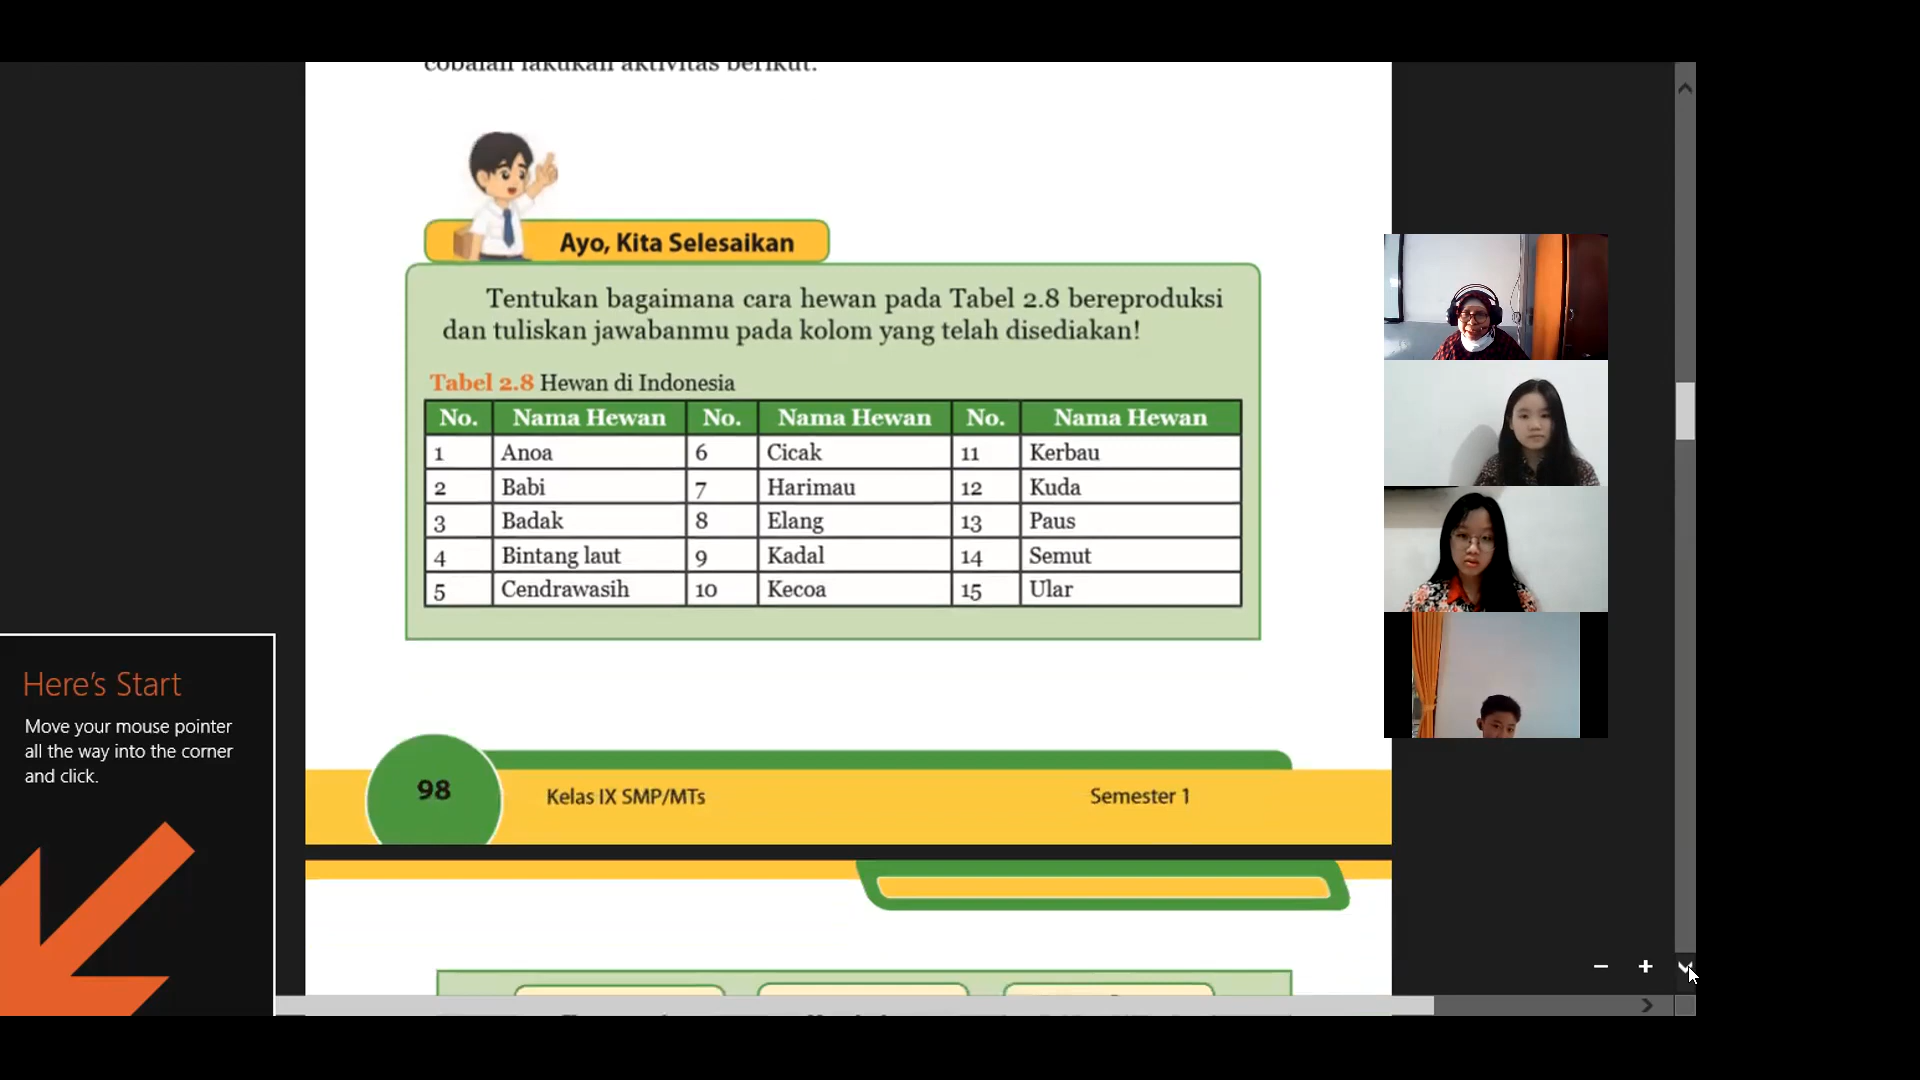 cobalah lakukan aktivitas berikut.
Ayo, Kita Selesaikan
Tentukan bagaimana cara hewan pada Tabel 2.8 bereproduksi
dan tuliskan jawabanmu pada kolom yang telah disediakan!
Tabel 2.8 Hewan di Indonesia
No. Nama Hewan No. Nama Hewan No. Nama Hewan
1 Anoa 6 Cicak 11 Kerbau
2 Babi 7 Harimau 12 Kuda
3 Badak 8 Elang 13 Paus
4 Bintang laut 9 Kadal 14 Semut
5 Cendrawasih 10 Kecoa 15 Ular
Here's Start
Move your mouse pointer
all the way into the corner
and click.
98 Kelas IX SMP/MTs Semester 1